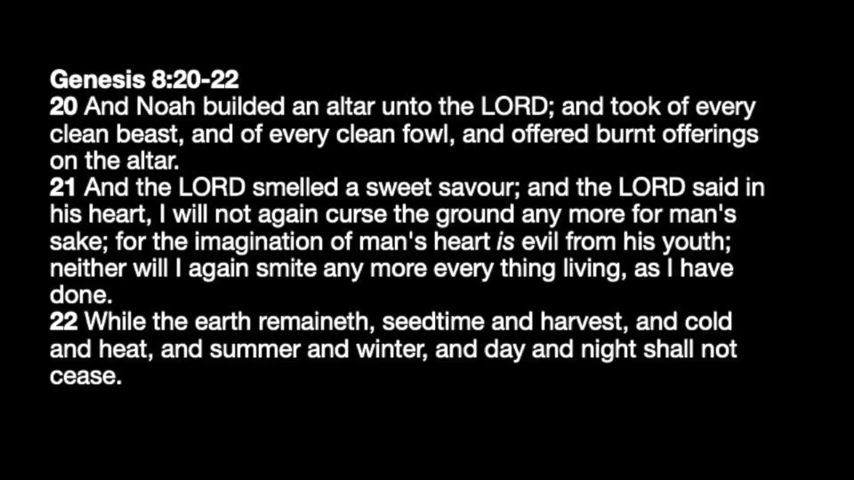 Genesis 8:20-22
20 And Noah builded an altar unto the LORD; and took of every
clean beast, and of every clean fowl, and offered burnt offerings
on the altar.
21 And the LORD smelled a sweet savour; and the LORD said in
his heart, I will not again curse the ground any more for man's
sake; for the imagination of man's heart is evil from his youth;
neither will I again smite any more every thing living, as I have
done.
22 While the earth remaineth, seedtime and harvest, and cold
and heat, and summer and winter, and day and night shall not
cease.